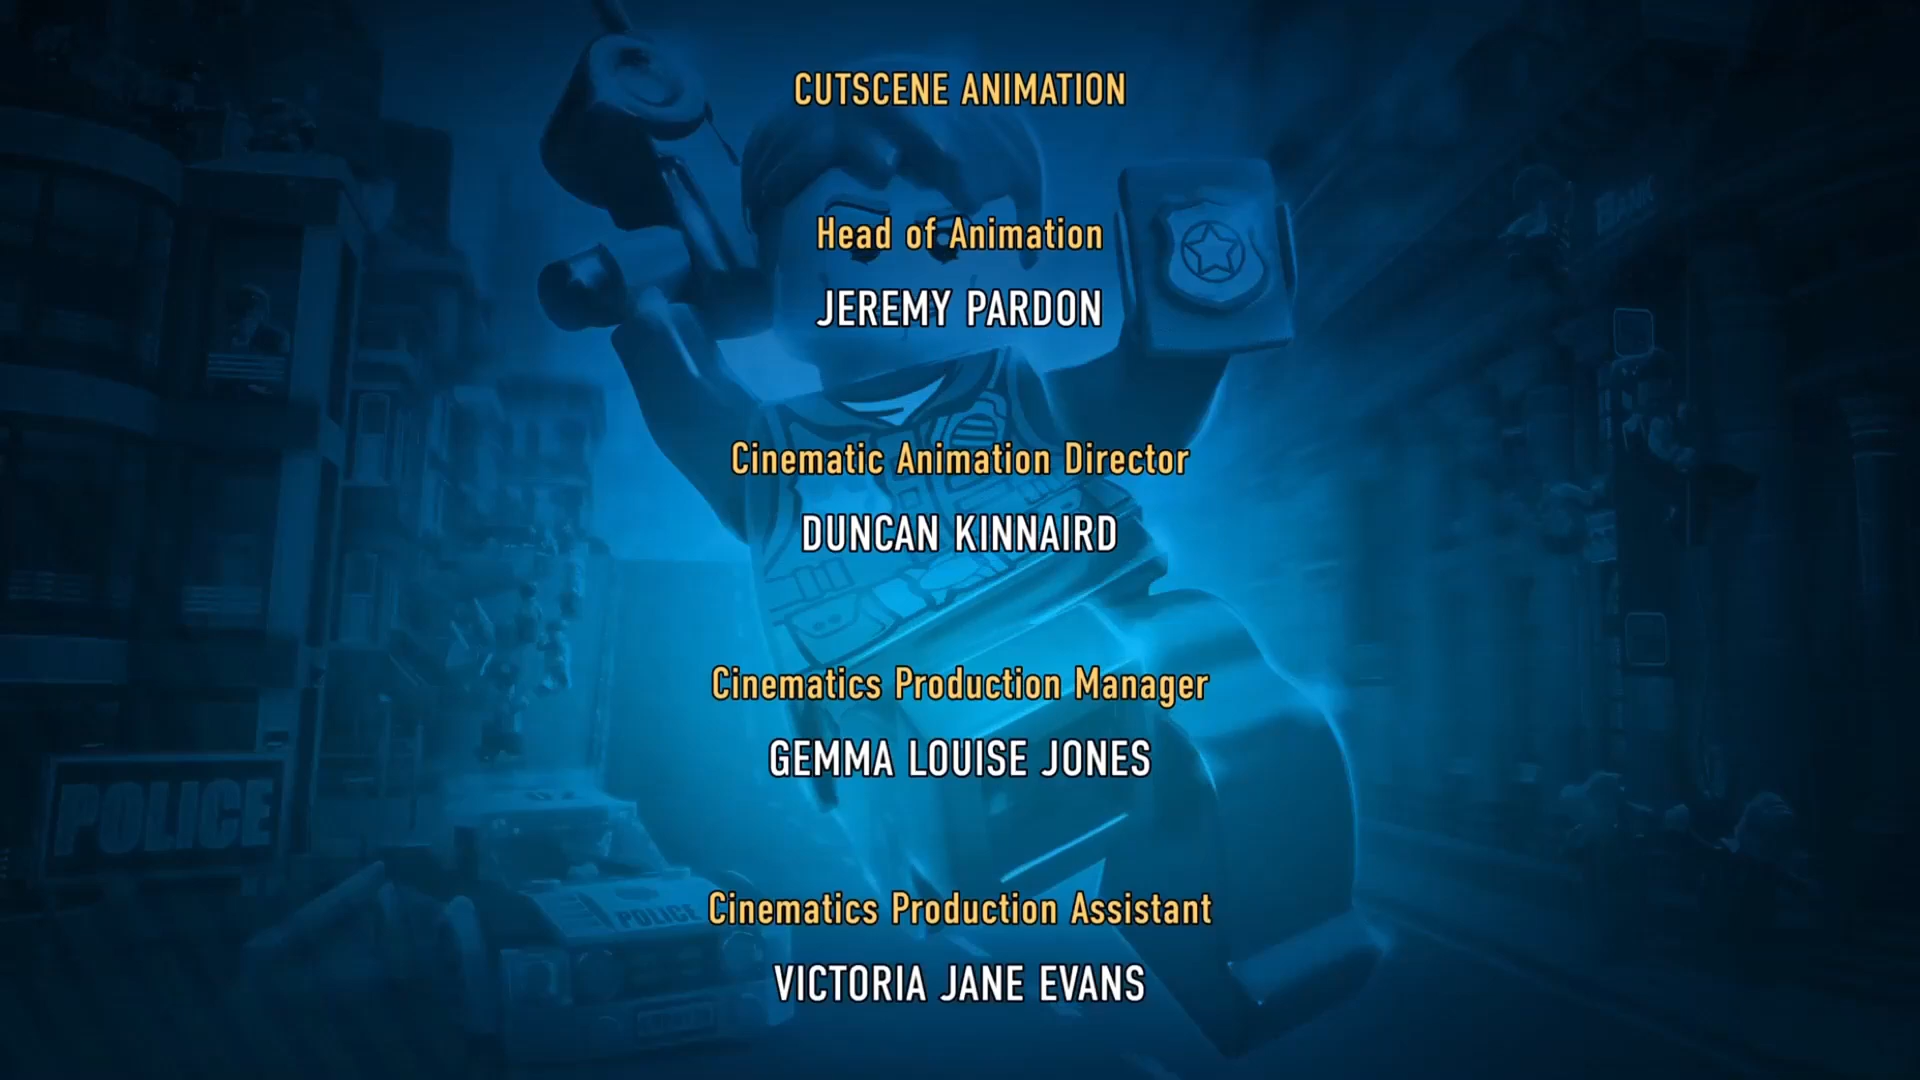 CUTSCENE ANIMATION
Head of Animation
JEREMY PARDON
Cinematic Animation Director
DUNCAN KINNAIRD
Cinematics Production Manager
GEMMA LOUISE JONES
Cinematics Production Assistant
VICTORIA JANE EVANS
POLICE
POLICE
BANK